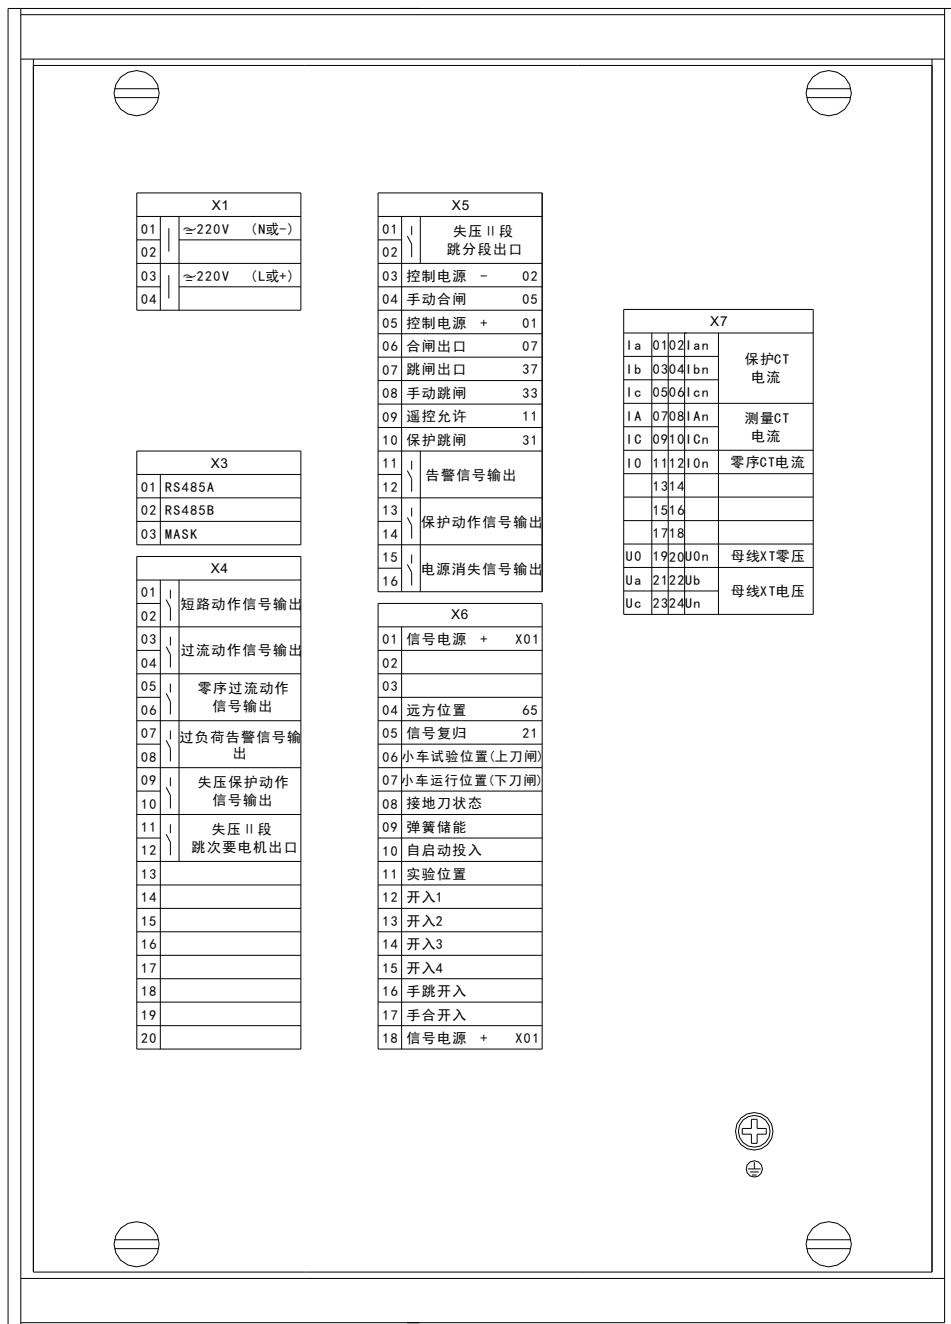 X1
01 ≃220V （N或-）
02
03 ≃220V （L或+）
04
X3
01 RS485A
02 RS485B
03 MASK
X4
01 短路动作信号输出
02
03 过流动作信号输出
04
05 零序过流动作
06 信号输出
07 过负荷告警信号输
08 出
09 失压保护动作
10 信号输出
11 失压Ⅱ段
12 跳次要电机出口
13
14
15
16
17
18
19
20
X5
01 失压Ⅱ段
02 跳分段出口
03 控制电源 - 02
04 手动合闸 05
05 控制电源 + 01
06 合闸出口 07
07 跳闸出口 37
08 手动跳闸 33
09 遥控允许 11
10 保护跳闸 31
11 告警信号输出
12
13 保护动作信号输出
14
15 电源消失信号输出
16
X6
01 信号电源 + X01
02
03
04 远方位置 65
05 信号复归 21
06 小车试验位置(上刀闸)
07 小车运行位置(下刀闸)
08 接地刀状态
09 弹簧储能
10 自启动投入
11 实验位置
12 开入1
13 开入2
14 开入3
15 开入4
16 手跳开入
17 手合开入
18 信号电源 + X01
X7
Ia 01 02 Ian 保护CT
Ib 03 04 Ibn 电流
Ic 05 06 Icn
IA 07 08 IAn 测量CT
IC 09 10 ICn 电流
I0 11 12 I0n 零序CT电流
13 14
15 16
17 18
U0 19 20 U0n 母线XT零压
Ua 21 22 Ub 母线XT电压
Uc 23 24 Un